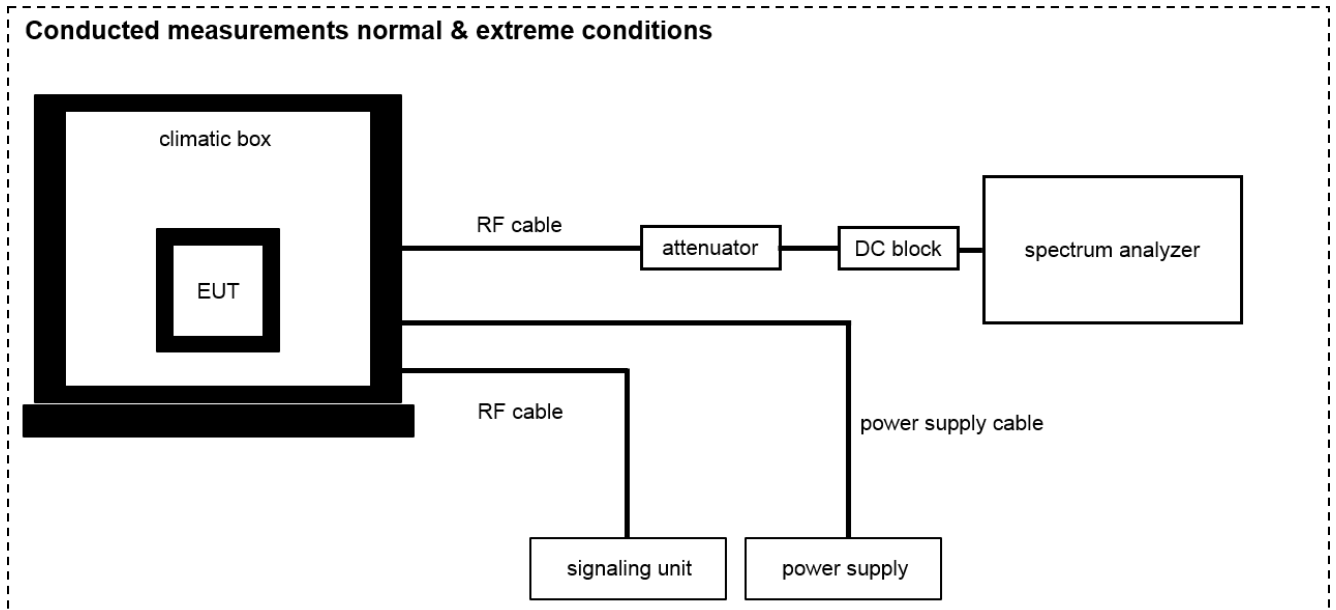 Conducted measurements normal & extreme conditions
climatic box
RF cable
attenuator
DC block
spectrum analyzer
EUT
RF cable
power supply cable
signaling unit
power supply